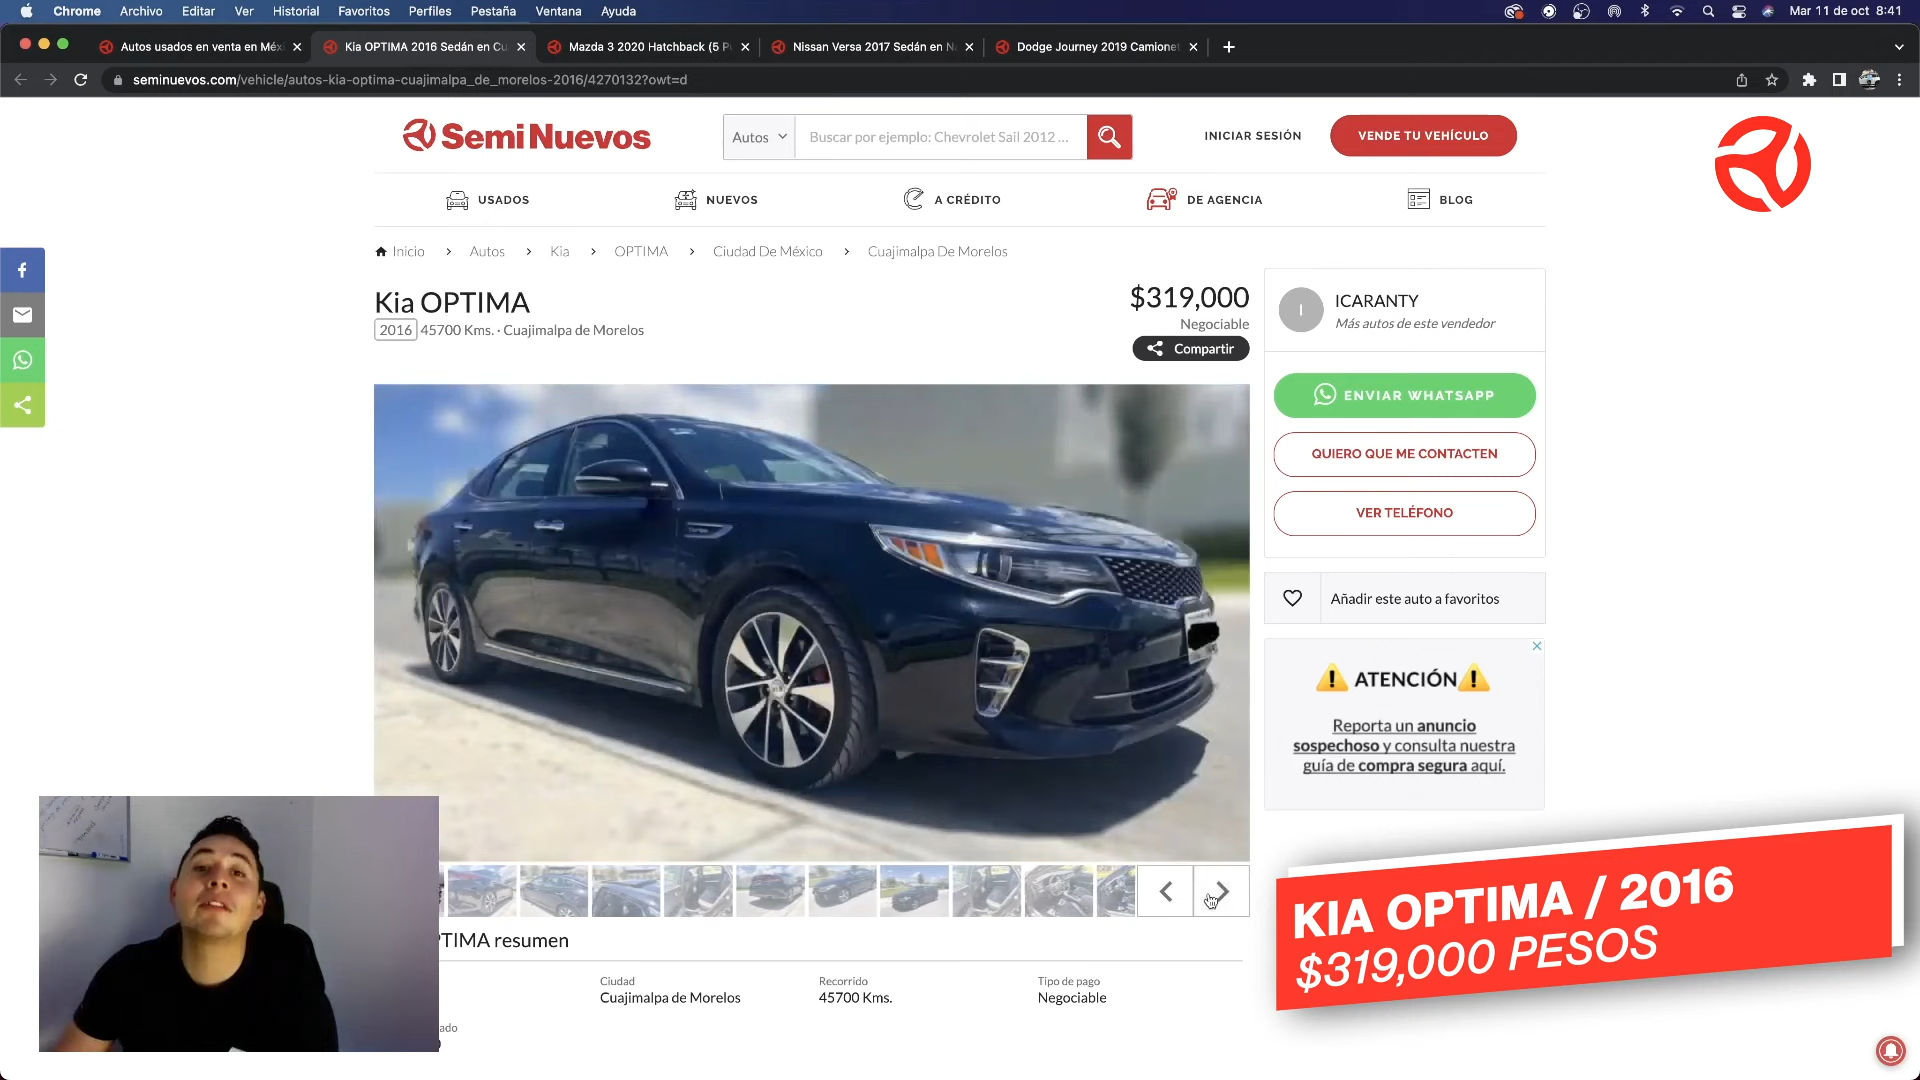 Chrome Archivo Editar Ver Historial Favoritos Perfiles Pestaña Ventana Ayuda Mar 11 de oct 8:41
Autos usados en venta en Méxi Kia OPTIMA 2016 Sedán en Cu Mazda 3 2020 Hatchback (5 P Nissan Versa 2017 Sedán en N Dodge Journey 2019 Camionet
seminuevos.com/vehicle/autos-kia-optima-cuajimalpa_de_morelos-2016/4270132?owt=d
SemiNuevos Autos Buscar por ejemplo: Chevrolet Sail 2012 ... INICIAR SESIÓN VENDE TU VEHÍCULO
USADOS NUEVOS A CRÉDITO DE AGENCIA BLOG
Inicio > Autos > Kia > OPTIMA > Ciudad De México > Cuajimalpa De Morelos
Kia OPTIMA
2016 45700 Kms. · Cuajimalpa de Morelos
$319,000
Negociable
Compartir
I
ICARANTY
Más autos de este vendedor
ENVIAR WHATSAPP
QUIERO QUE ME CONTACTEN
VER TELÉFONO
Añadir este auto a favoritos
ATENCIÓN
Reporta un anuncio
sospechoso y consulta nuestra
guía de compra segura aquí.
TIMA resumen
Ciudad Recorrido Tipo de pago
Cuajimalpa de Morelos 45700 Kms. Negociable
ado
KIA OPTIMA / 2016
$319,000 PESOS